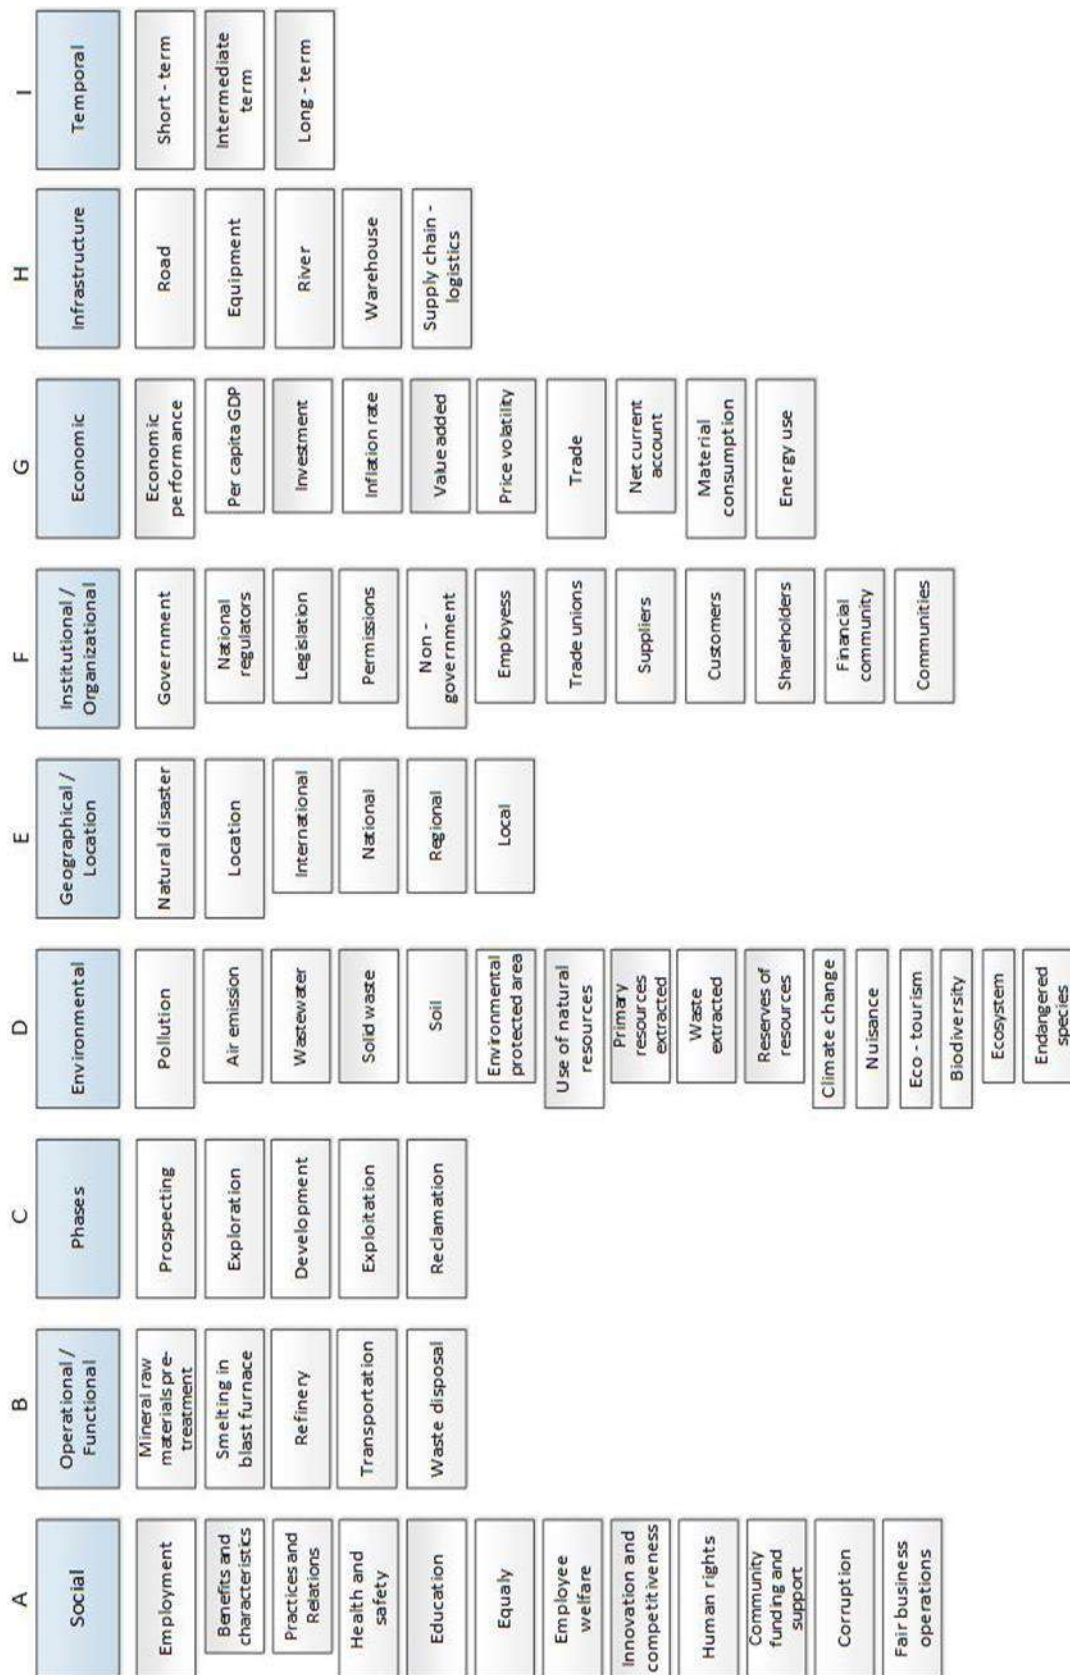 A
Social
Employment
Benefits and
characteristics
Practices and
Relations
Health and
safety
Education
Equaly
Employee
welfare
Innovation and
competitiveness
Human rights
Community
funding and
support
Corruption
Fair business
operations
B
Operational /
Functional
Mineral raw
materials pre-
treatment
Smelting in
blast furnace
Refinery
Transportation
Waste disposal
C
Phases
Prospecting
Exploration
Development
Exploitation
Reclamation
D
Environmental
Pollution
Air emission
Wastewater
Solid waste
Soil
Environmental
protected area
Use of natural
resources
Primary
resources
extracted
Waste
extracted
Reserves of
resources
Climate change
Nuisance
Eco - tourism
Biodiversity
Ecosystem
Endangered
species
E
Geographical /
Location
Natural disaster
Location
International
National
Regional
Local
F
Institutional /
Organizational
Government
National
regulators
Legislation
Permissions
Non -
government
Employess
Trade unions
Suppliers
Customers
Shareholders
Financial
community
Communities
G
Economic
Economic
performance
Per capita GDP
Investment
Inflation rate
Value added
Price volatility
Trade
Net current
account
Material
consumption
Energy use
H
Infrastructure
Road
Equipment
River
Warehouse
Supply chain -
logistics
I
Temporal
Short - term
Intermediate
term
Long - term